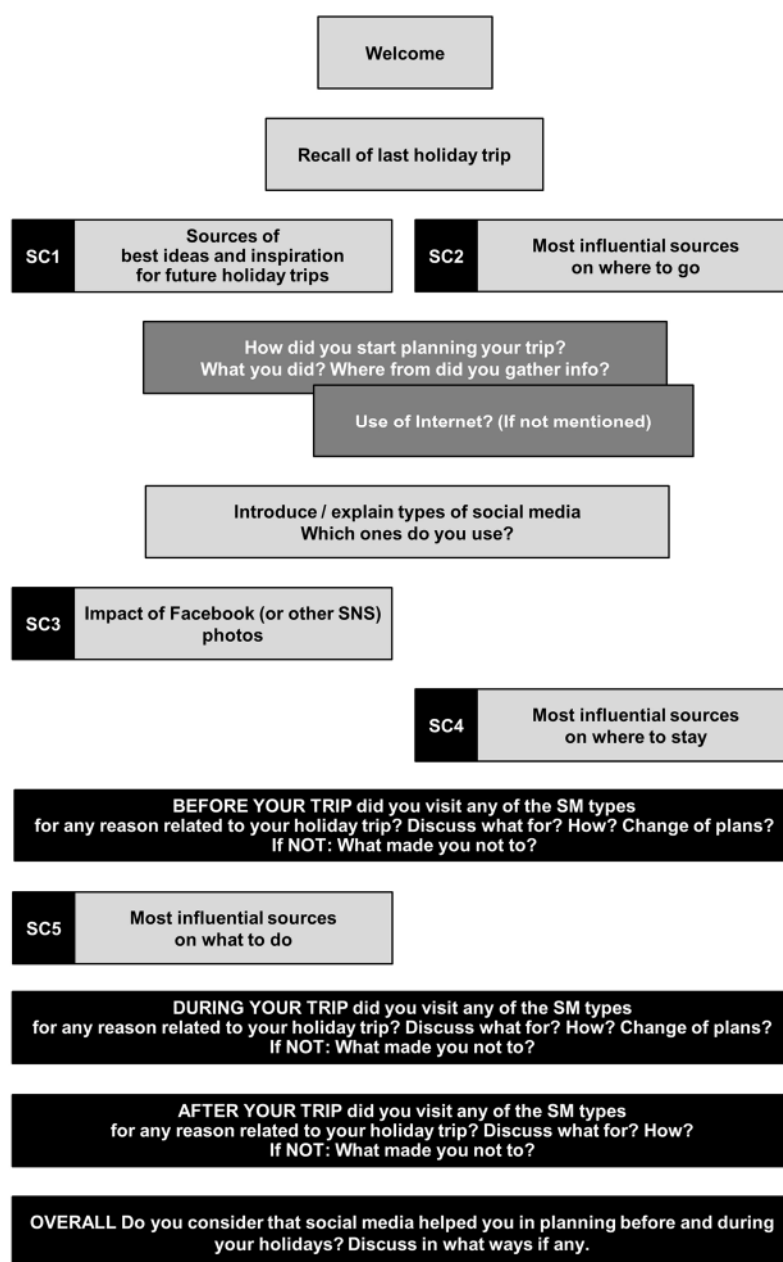 Welcome
Recall of last holiday trip
SC1
Sources of
best ideas and inspiration
for future holiday trips
SC2
Most influential sources
on where to go
How did you start planning your trip?
What you did? Where from did you gather info?
Use of Internet? (If not mentioned)
Introduce / explain types of social media
Which ones do you use?
SC3
Impact of Facebook (or other SNS)
photos
SC4
Most influential sources
on where to stay
BEFORE YOUR TRIP did you visit any of the SM types
for any reason related to your holiday trip? Discuss what for? How? Change of plans?
If NOT: What made you not to?
SC5
Most influential sources
on what to do
DURING YOUR TRIP did you visit any of the SM types
for any reason related to your holiday trip? Discuss what for? How? Change of plans?
If NOT: What made you not to?
AFTER YOUR TRIP did you visit any of the SM types
for any reason related to your holiday trip? Discuss what for? How?
If NOT: What made you not to?
OVERALL Do you consider that social media helped you in planning before and during
your holidays? Discuss in what ways if any.